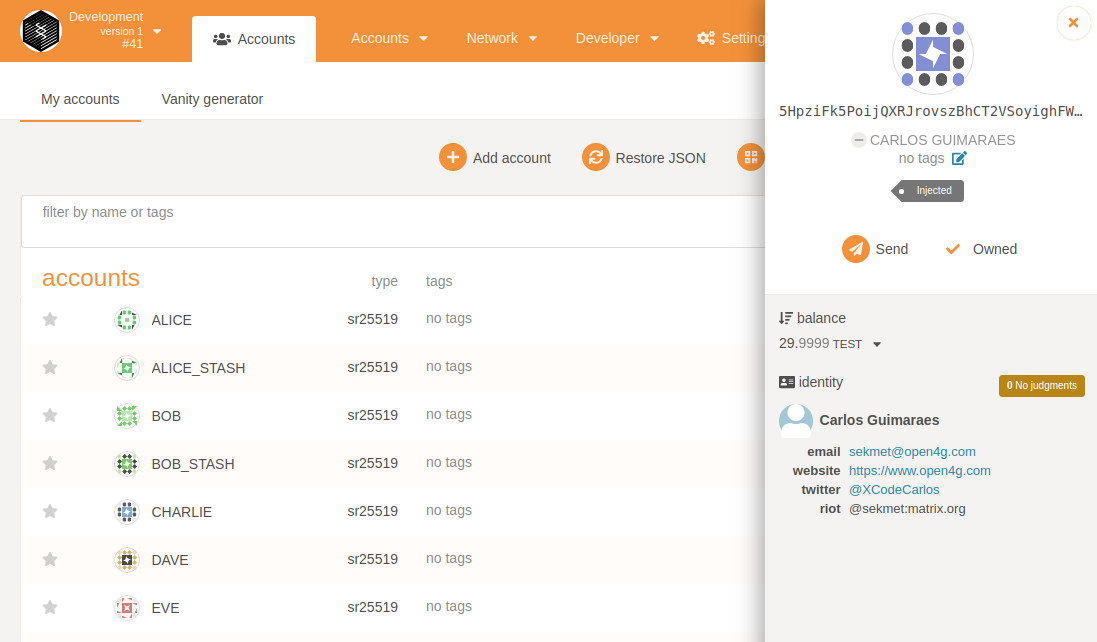 Development
version 1
#41
Accounts
Accounts
Network
Developer
Setting
My accounts
Vanity generator
Add account
Restore JSON
filter by name or tags
accounts type tags
ALICE sr25519 no tags
ALICE_STASH sr25519 no tags
BOB sr25519 no tags
BOB_STASH sr25519 no tags
CHARLIE sr25519 no tags
DAVE sr25519 no tags
EVE sr25519 no tags
5HpziFk5PoijQXRJrovszBhCT2VSoyighFW…
CARLOS GUIMARAES
no tags
Injected
Send
Owned
balance
29.9999 TEST
identity
0 No judgments
Carlos Guimaraes
email sekmet@open4g.com
website https://www.open4g.com
twitter @XCodeCarlos
riot @sekmet:matrix.org